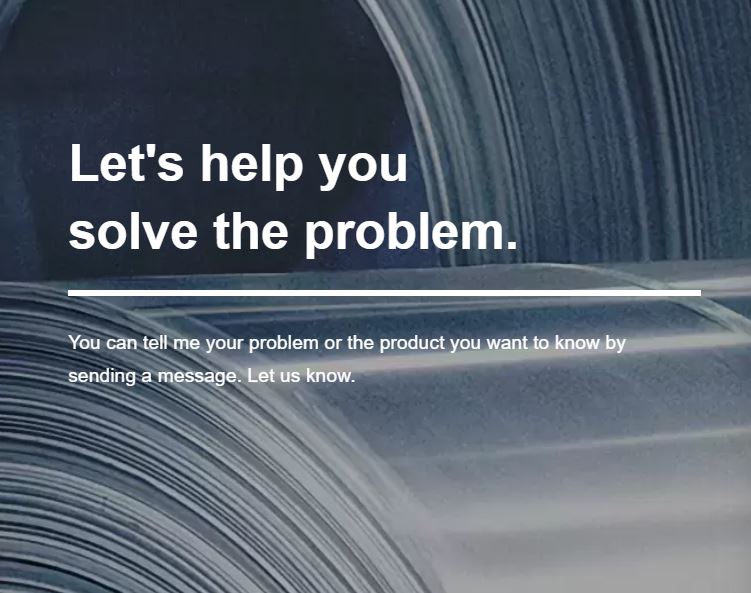 Let's help you
solve the problem.
You can tell me your problem or the product you want to know by
sending a message. Let us know.